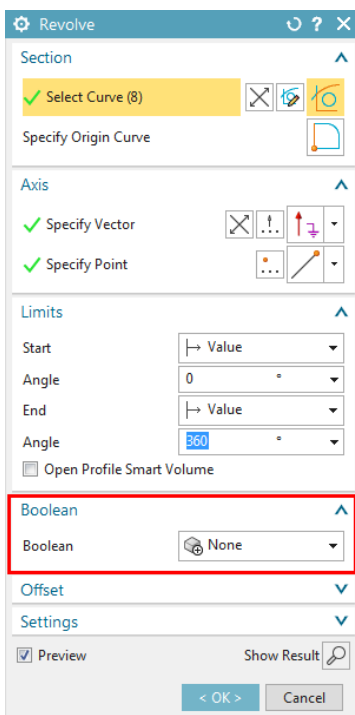 Revolve
Section
Select Curve (8)
Specify Origin Curve
Axis
Specify Vector
Specify Point
Limits
Start Value
Angle 0 °
End Value
Angle 360 °
Open Profile Smart Volume
Boolean
Boolean None
Offset
Settings
Preview Show Result
< OK > Cancel